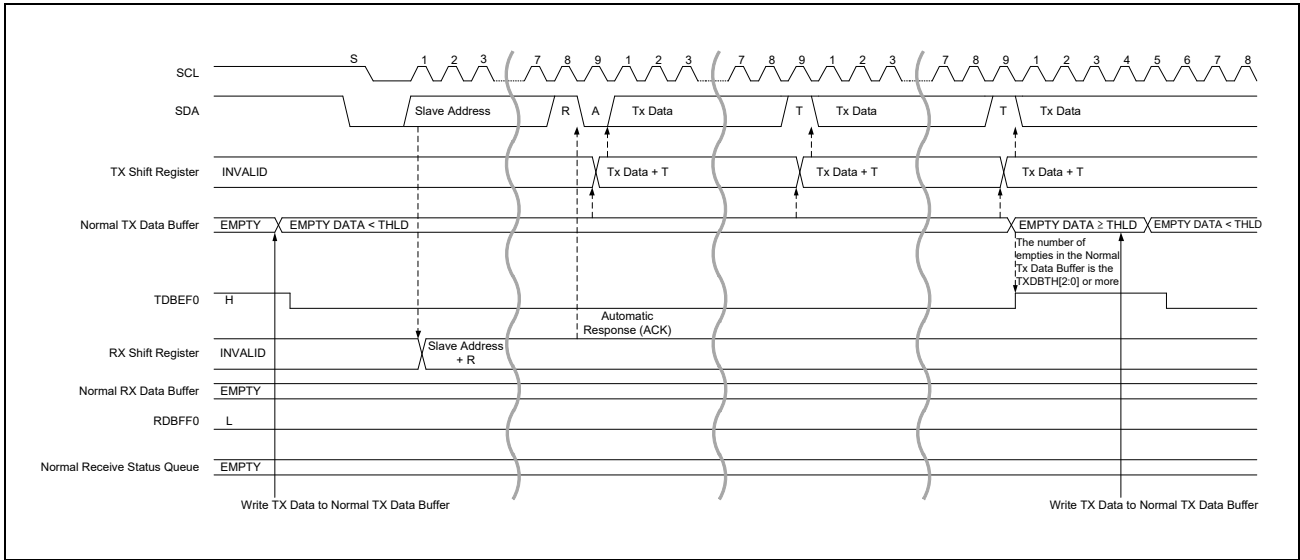 S 1 2 3 7 8 9 1 2 3 7 8 9 1 2 3 7 8 9 1 2 3 4 5 6 7 8
SCL
SDA Slave Address R A Tx Data T Tx Data T Tx Data
TX Shift Register INVALID Tx Data + T Tx Data + T Tx Data + T
Normal TX Data Buffer EMPTY EMPTY DATA < THLD EMPTY DATA ≥ THLD EMPTY DATA < THLD
The number of
empties in the Normal
Tx Data Buffer is the
TXDBTH[2:0] or more
TDBEF0 H
Automatic
Response (ACK)
RX Shift Register INVALID Slave Address
+ R
Normal RX Data Buffer EMPTY
RDBFF0 L
Normal Receive Status Queue EMPTY
Write TX Data to Normal TX Data Buffer Write TX Data to Normal TX Data Buffer